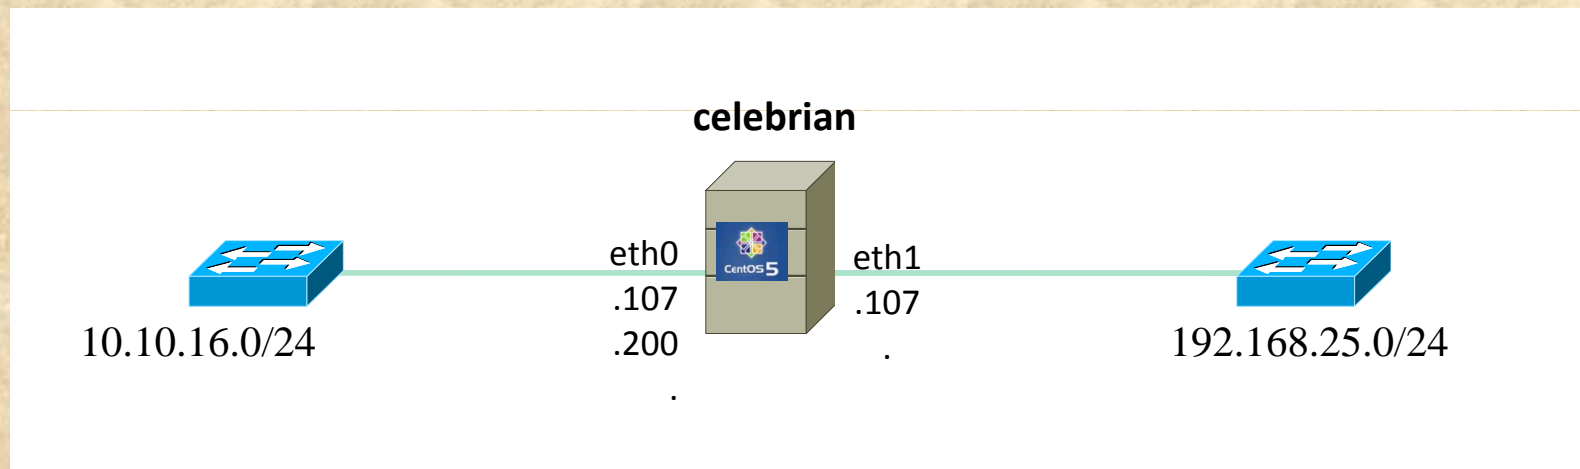 celebrian
eth0
.107
.200
.
CentOS 5
eth1
.107
.
10.10.16.0/24
192.168.25.0/24